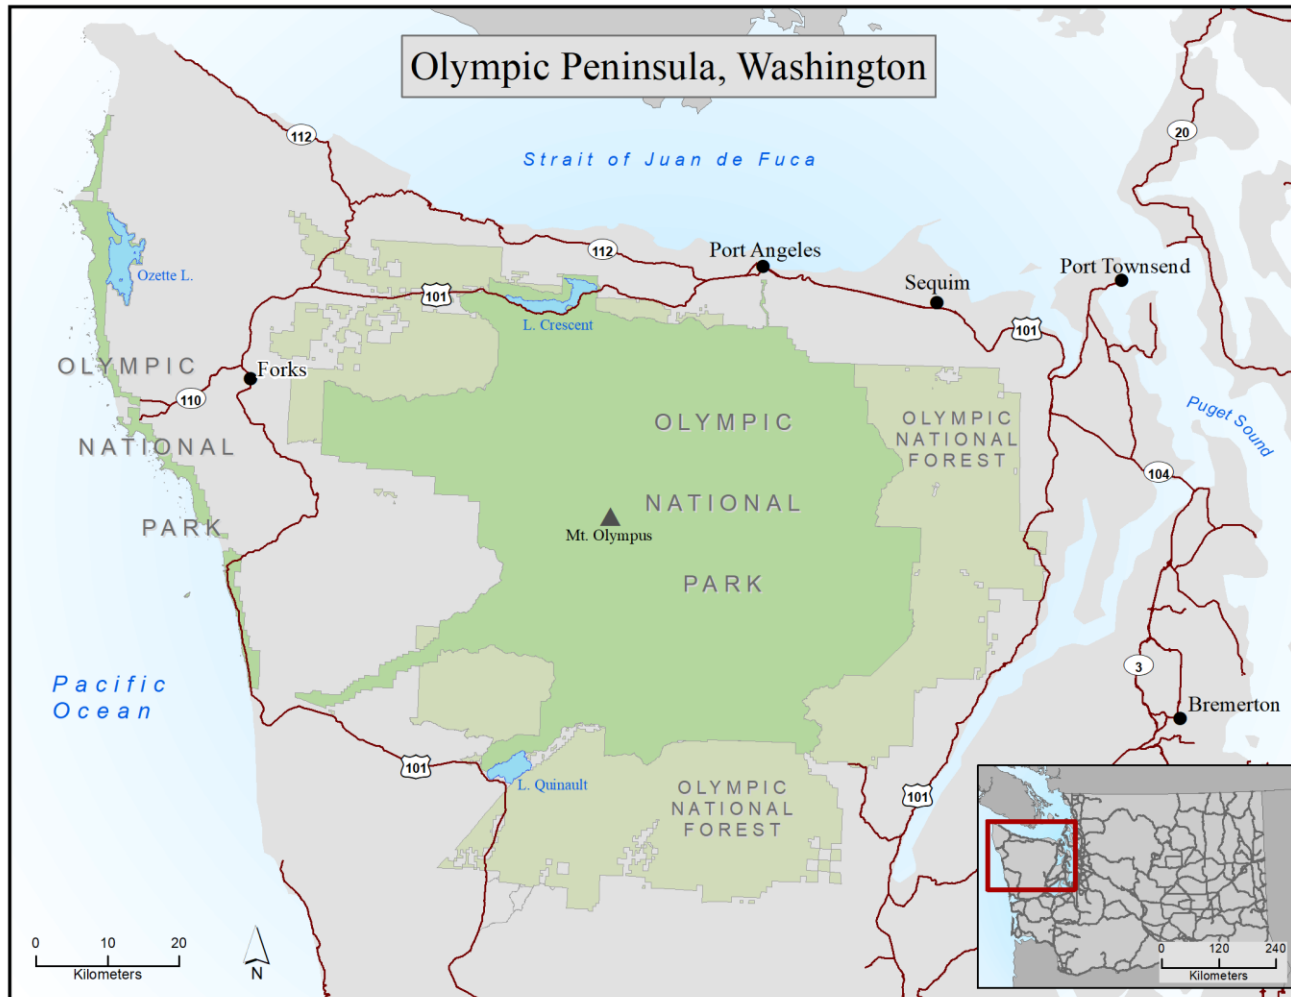 Olympic Peninsula, Washington
112
20
Strait of Juan de Fuca
112
Port Angeles
Port Townsend
Ozette L.
Sequim
101
L. Crescent
101
OLYMPIC
Forks
110
Puget Sound
NATIONAL
PARK
OLYMPIC
NATIONAL
PARK
OLYMPIC
NATIONAL
FOREST
104
Mt. Olympus
3
Pacific
Ocean
Bremerton
101
L. Quinault
101
OLYMPIC
NATIONAL
FOREST
0 10 20
Kilometers
N
0 120 240
Kilometers